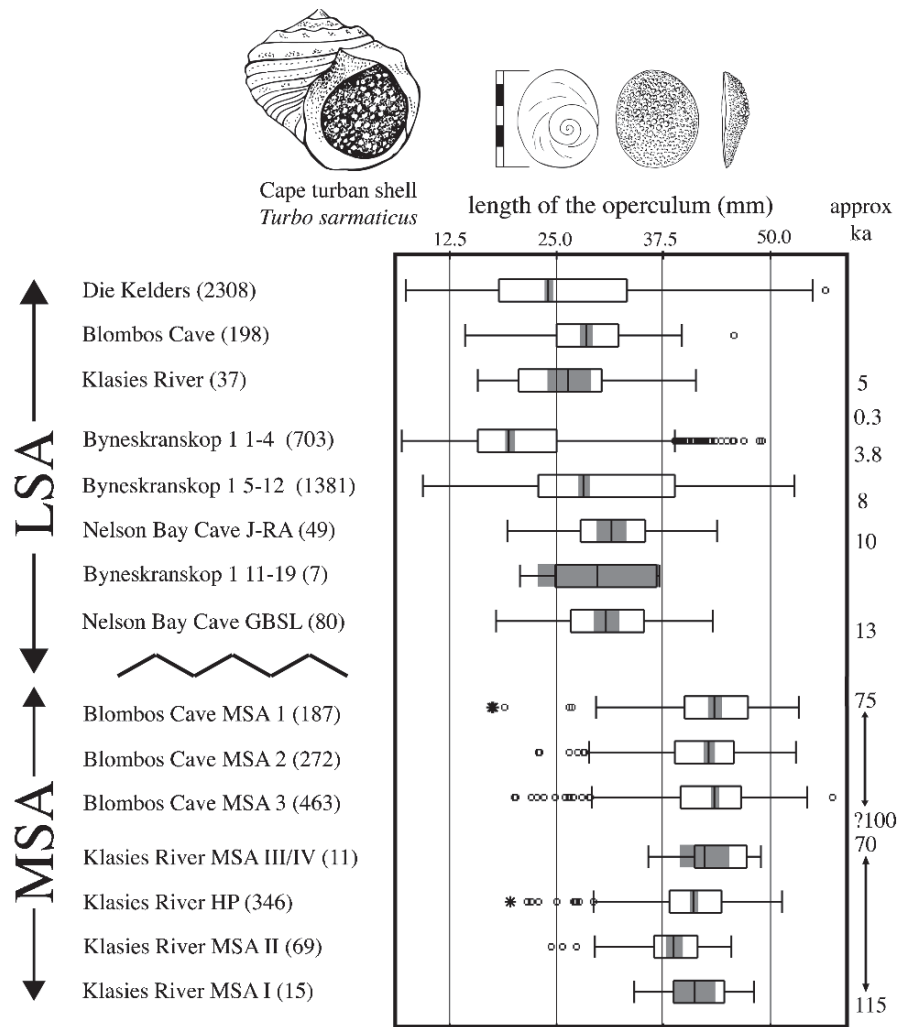 Cape turban shell
Turbo sarmaticus
length of the operculum (mm)
approx
ka
12.5 25.0 37.5 50.0
LSA
Die Kelders (2308)
Blombos Cave (198)
Klasies River (37) 5
0.3
Byneskranskop 1 1-4 (703) 3.8
Byneskranskop 1 5-12 (1381) 8
Nelson Bay Cave J-RA (49) 10
Byneskranskop 1 11-19 (7)
Nelson Bay Cave GBSL (80) 13
MSA
Blombos Cave MSA 1 (187) 75
Blombos Cave MSA 2 (272)
Blombos Cave MSA 3 (463) ?100
70
Klasies River MSA III/IV (11)
Klasies River HP (346)
Klasies River MSA II (69)
Klasies River MSA I (15) 115